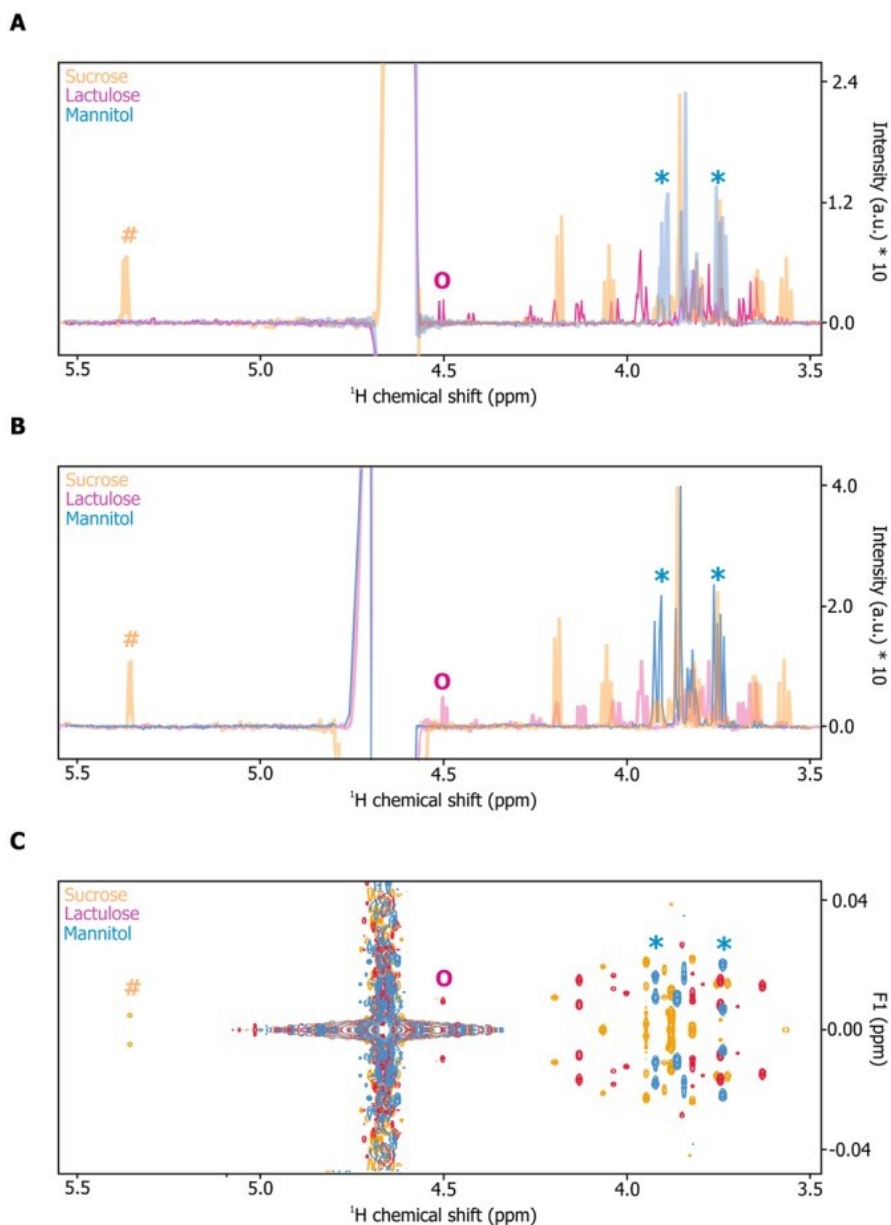 A
Sucrose
Lactulose
Mannitol
#
O
*
*
2.4
1.2
0.0
Intensity (a.u.) * 10
5.5 5.0 4.5 4.0 3.5
¹H chemical shift (ppm)
B
Sucrose
Lactulose
Mannitol
#
O
*
*
4.0
2.0
0.0
Intensity (a.u.) * 10
5.5 5.0 4.5 4.0 3.5
¹H chemical shift (ppm)
C
Sucrose
Lactulose
Mannitol
#
O
*
*
0.04
0.00
-0.04
F1 (ppm)
5.5 5.0 4.5 4.0 3.5
¹H chemical shift (ppm)